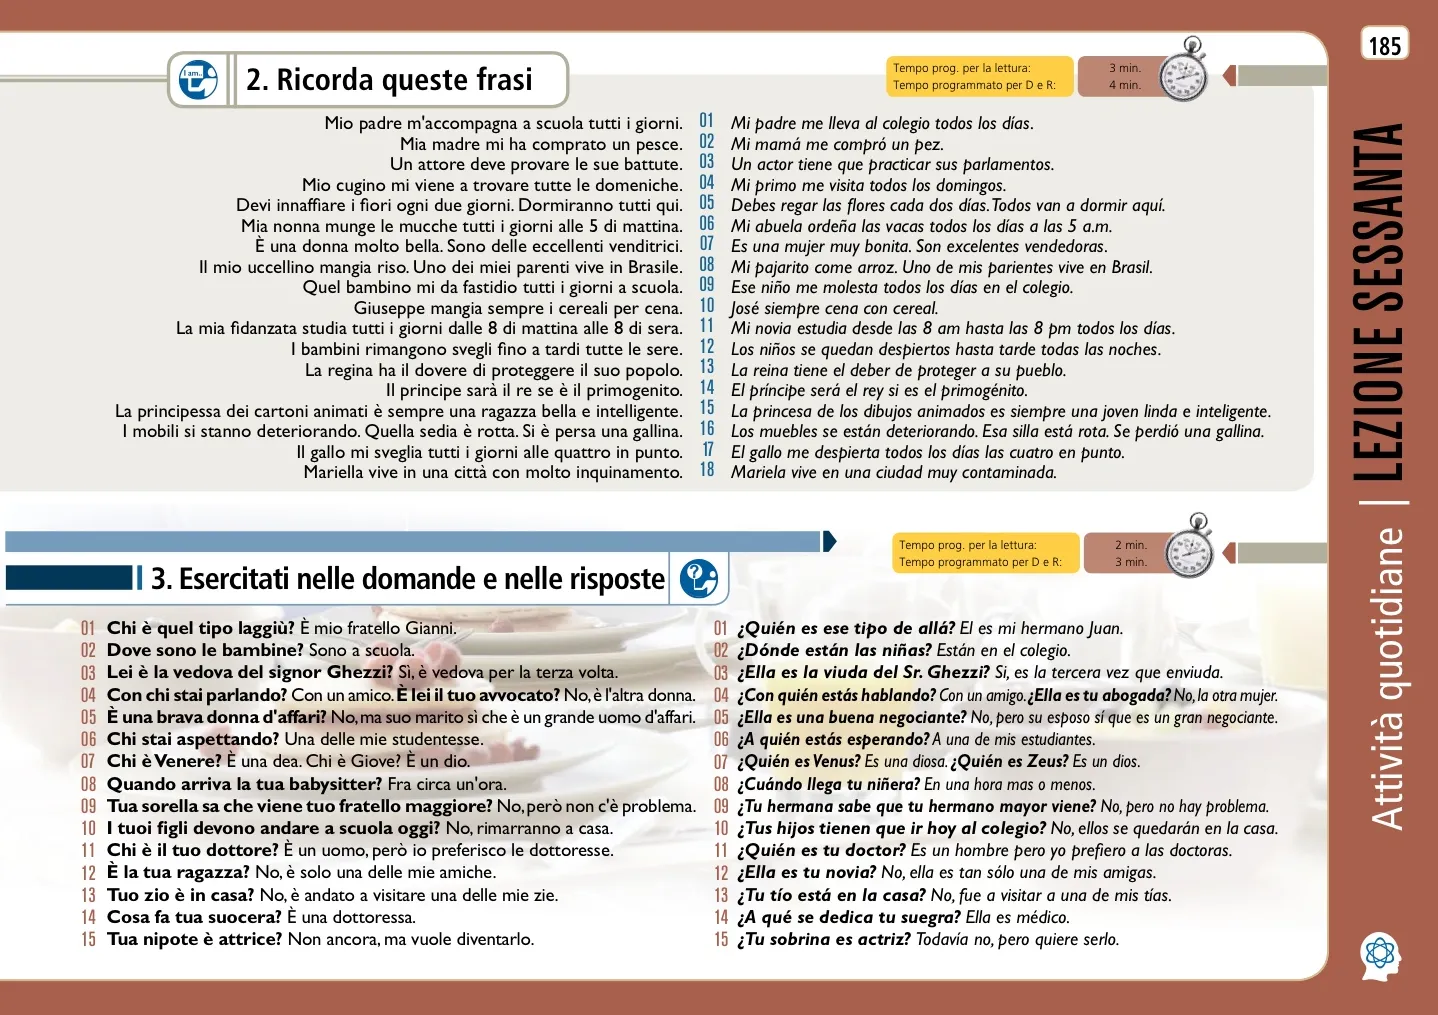 185
I am..
2. Ricorda queste frasi
Tempo prog. per la lettura: 3 min.
Tempo programmato per D e R: 4 min.
Mio padre m'accompagna a scuola tutti i giorni. 01 Mi padre me lleva al colegio todos los días.
Mia madre mi ha comprato un pesce. 02 Mi mamá me compró un pez.
Un attore deve provare le sue battute. 03 Un actor tiene que practicar sus parlamentos.
Mio cugino mi viene a trovare tutte le domeniche. 04 Mi primo me visita todos los domingos.
Devi innaffiare i fiori ogni due giorni. Dormiranno tutti qui. 05 Debes regar las flores cada dos días. Todos van a dormir aquí.
Mia nonna munge le mucche tutti i giorni alle 5 di mattina. 06 Mi abuela ordeña las vacas todos los días a las 5 a.m.
È una donna molto bella. Sono delle eccellenti venditrici. 07 Es una mujer muy bonita. Son excelentes vendedoras.
Il mio uccellino mangia riso. Uno dei miei parenti vive in Brasile. 08 Mi pajarito come arroz. Uno de mis parientes vive en Brasil.
Quel bambino mi da fastidio tutti i giorni a scuola. 09 Ese niño me molesta todos los días en el colegio.
Giuseppe mangia sempre i cereali per cena. 10 José siempre cena con cereal.
La mia fidanzata studia tutti i giorni dalle 8 di mattina alle 8 di sera. 11 Mi novia estudia desde las 8 am hasta las 8 pm todos los días.
I bambini rimangono svegli fino a tardi tutte le sere. 12 Los niños se quedan despiertos hasta tarde todas las noches.
La regina ha il dovere di proteggere il suo popolo. 13 La reina tiene el deber de proteger a su pueblo.
Il principe sarà il re se è il primogenito. 14 El príncipe será el rey si es el primogénito.
La principessa dei cartoni animati è sempre una ragazza bella e intelligente. 15 La princesa de los dibujos animados es siempre una joven linda e inteligente.
I mobili si stanno deteriorando. Quella sedia è rotta. Si è persa una gallina. 16 Los muebles se están deteriorando. Esa silla está rota. Se perdió una gallina.
Il gallo mi sveglia tutti i giorni alle quattro in punto. 17 El gallo me despierta todos los días las cuatro en punto.
Mariella vive in una città con molto inquinamento. 18 Mariela vive en una ciudad muy contaminada.
3. Esercitati nelle domande e nelle risposte
Tempo prog. per la lettura: 2 min.
Tempo programmato per D e R: 3 min.
01 Chi è quel tipo laggiù? È mio fratello Gianni. 01 ¿Quién es ese tipo de allá? El es mi hermano Juan.
02 Dove sono le bambine? Sono a scuola. 02 ¿Dónde están las niñas? Están en el colegio.
03 Lei è la vedova del signor Ghezzi? Sì, è vedova per la terza volta. 03 ¿Ella es la viuda del Sr. Ghezzi? Si, es la tercera vez que enviuda.
04 Con chi stai parlando? Con un amico. È lei il tuo avvocato? No, è l'altra donna. 04 ¿Con quién estás hablando? Con un amigo. ¿Ella es tu abogada? No, la otra mujer.
05 È una brava donna d'affari? No, ma suo marito sì che è un grande uomo d'affari. 05 ¿Ella es una buena negociante? No, pero su esposo sí que es un gran negociante.
06 Chi stai aspettando? Una delle mie studentesse. 06 ¿A quién estás esperando? A una de mis estudiantes.
07 Chi è Venere? È una dea. Chi è Giove? È un dio. 07 ¿Quién es Venus? Es una diosa. ¿Quién es Zeus? Es un dios.
08 Quando arriva la tua babysitter? Fra circa un'ora. 08 ¿Cuándo llega tu niñera? En una hora mas o menos.
09 Tua sorella sa che viene tuo fratello maggiore? No, però non c'è problema. 09 ¿Tu hermana sabe que tu hermano mayor viene? No, pero no hay problema.
10 I tuoi figli devono andare a scuola oggi? No, rimarranno a casa. 10 ¿Tus hijos tienen que ir hoy al colegio? No, ellos se quedarán en la casa.
11 Chi è il tuo dottore? È un uomo, però io preferisco le dottoresse. 11 ¿Quién es tu doctor? Es un hombre pero yo prefiero a las doctoras.
12 È la tua ragazza? No, è solo una delle mie amiche. 12 ¿Ella es tu novia? No, ella es tan sólo una de mis amigas.
13 Tuo zio è in casa? No, è andato a visitare una delle mie zie. 13 ¿Tu tío está en la casa? No, fue a visitar a una de mis tías.
14 Cosa fa tua suocera? È una dottoressa. 14 ¿A qué se dedica tu suegra? Ella es médico.
15 Tua nipote è attrice? Non ancora, ma vuole diventarlo. 15 ¿Tu sobrina es actriz? Todavía no, pero quiere serlo.
Attività quotidiane | LEZIONE SESSANTA